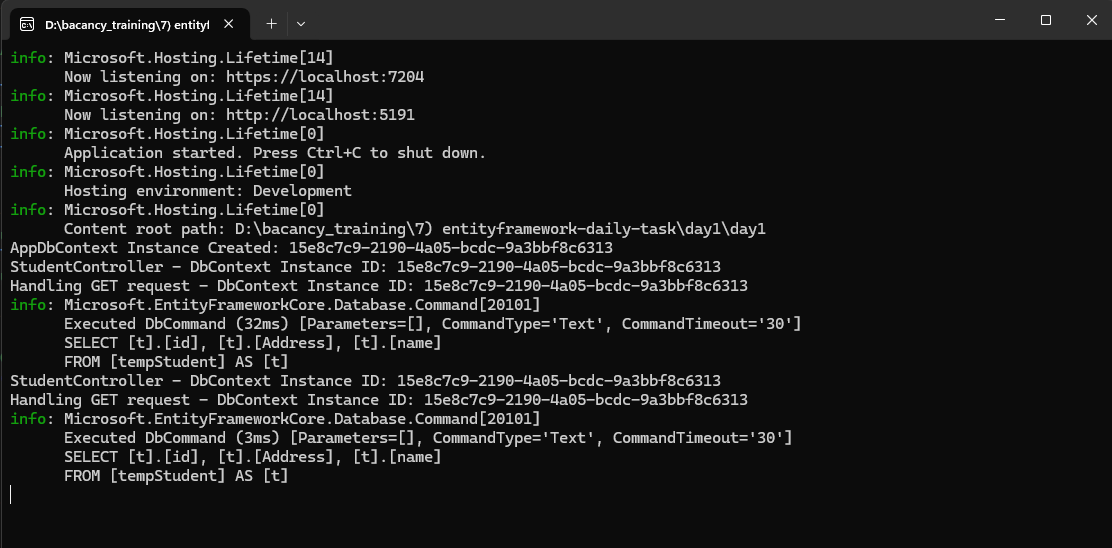 D:\bacancy_training\7) entityf
info: Microsoft.Hosting.Lifetime[14]
      Now listening on: https://localhost:7204
info: Microsoft.Hosting.Lifetime[14]
      Now listening on: http://localhost:5191
info: Microsoft.Hosting.Lifetime[0]
      Application started. Press Ctrl+C to shut down.
info: Microsoft.Hosting.Lifetime[0]
      Hosting environment: Development
info: Microsoft.Hosting.Lifetime[0]
      Content root path: D:\bacancy_training\7) entityframework-daily-task\day1\day1
AppDbContext Instance Created: 15e8c7c9-2190-4a05-bcdc-9a3bbf8c6313
StudentController - DbContext Instance ID: 15e8c7c9-2190-4a05-bcdc-9a3bbf8c6313
Handling GET request - DbContext Instance ID: 15e8c7c9-2190-4a05-bcdc-9a3bbf8c6313
info: Microsoft.EntityFrameworkCore.Database.Command[20101]
      Executed DbCommand (32ms) [Parameters=[], CommandType='Text', CommandTimeout='30']
      SELECT [t].[id], [t].[Address], [t].[name]
      FROM [tempStudent] AS [t]
StudentController - DbContext Instance ID: 15e8c7c9-2190-4a05-bcdc-9a3bbf8c6313
Handling GET request - DbContext Instance ID: 15e8c7c9-2190-4a05-bcdc-9a3bbf8c6313
info: Microsoft.EntityFrameworkCore.Database.Command[20101]
      Executed DbCommand (3ms) [Parameters=[], CommandType='Text', CommandTimeout='30']
      SELECT [t].[id], [t].[Address], [t].[name]
      FROM [tempStudent] AS [t]